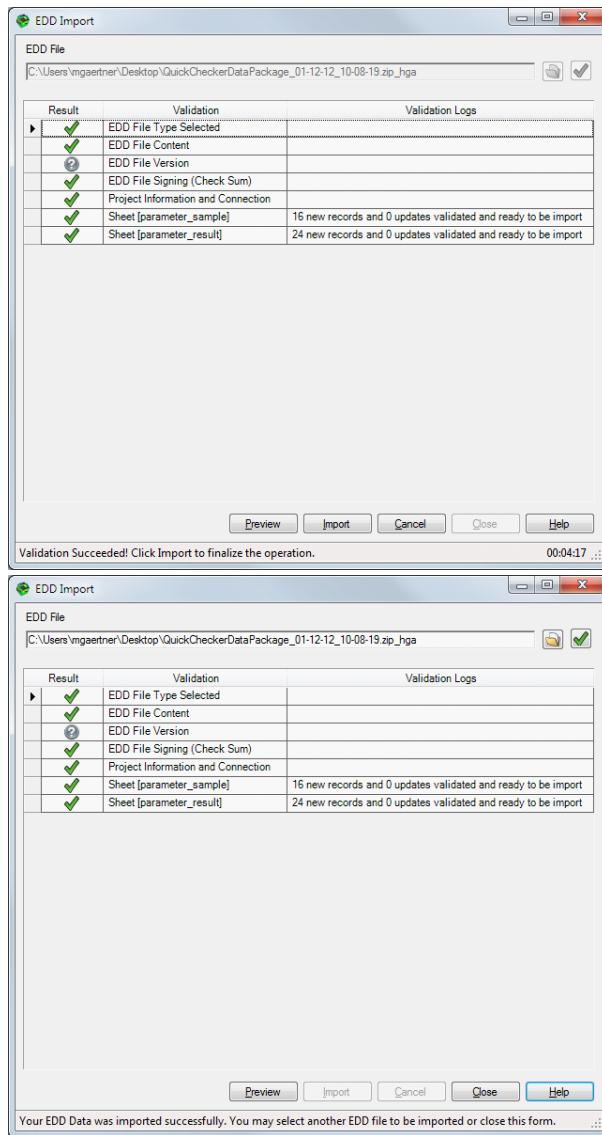 EDD Import
EDD File
C:\Users\mgaertner\Desktop\QuickCheckerDataPackage_01-12-12_10-08-19.zip_hga
Result Validation Validation Logs
EDD File Type Selected
EDD File Content
EDD File Version
EDD File Signing (Check Sum)
Project Information and Connection
Sheet [parameter_sample] 16 new records and 0 updates validated and ready to be import
Sheet [parameter_result] 24 new records and 0 updates validated and ready to be import
Preview Import Cancel Close Help
Validation Succeeded! Click Import to finalize the operation. 00:04:17
EDD Import
EDD File
C:\Users\mgaertner\Desktop\QuickCheckerDataPackage_01-12-12_10-08-19.zip_hga
Result Validation Validation Logs
EDD File Type Selected
EDD File Content
EDD File Version
EDD File Signing (Check Sum)
Project Information and Connection
Sheet [parameter_sample] 16 new records and 0 updates validated and ready to be import
Sheet [parameter_result] 24 new records and 0 updates validated and ready to be import
Preview Import Cancel Close Help
Your EDD Data was imported successfully. You may select another EDD file to be imported or close this form.